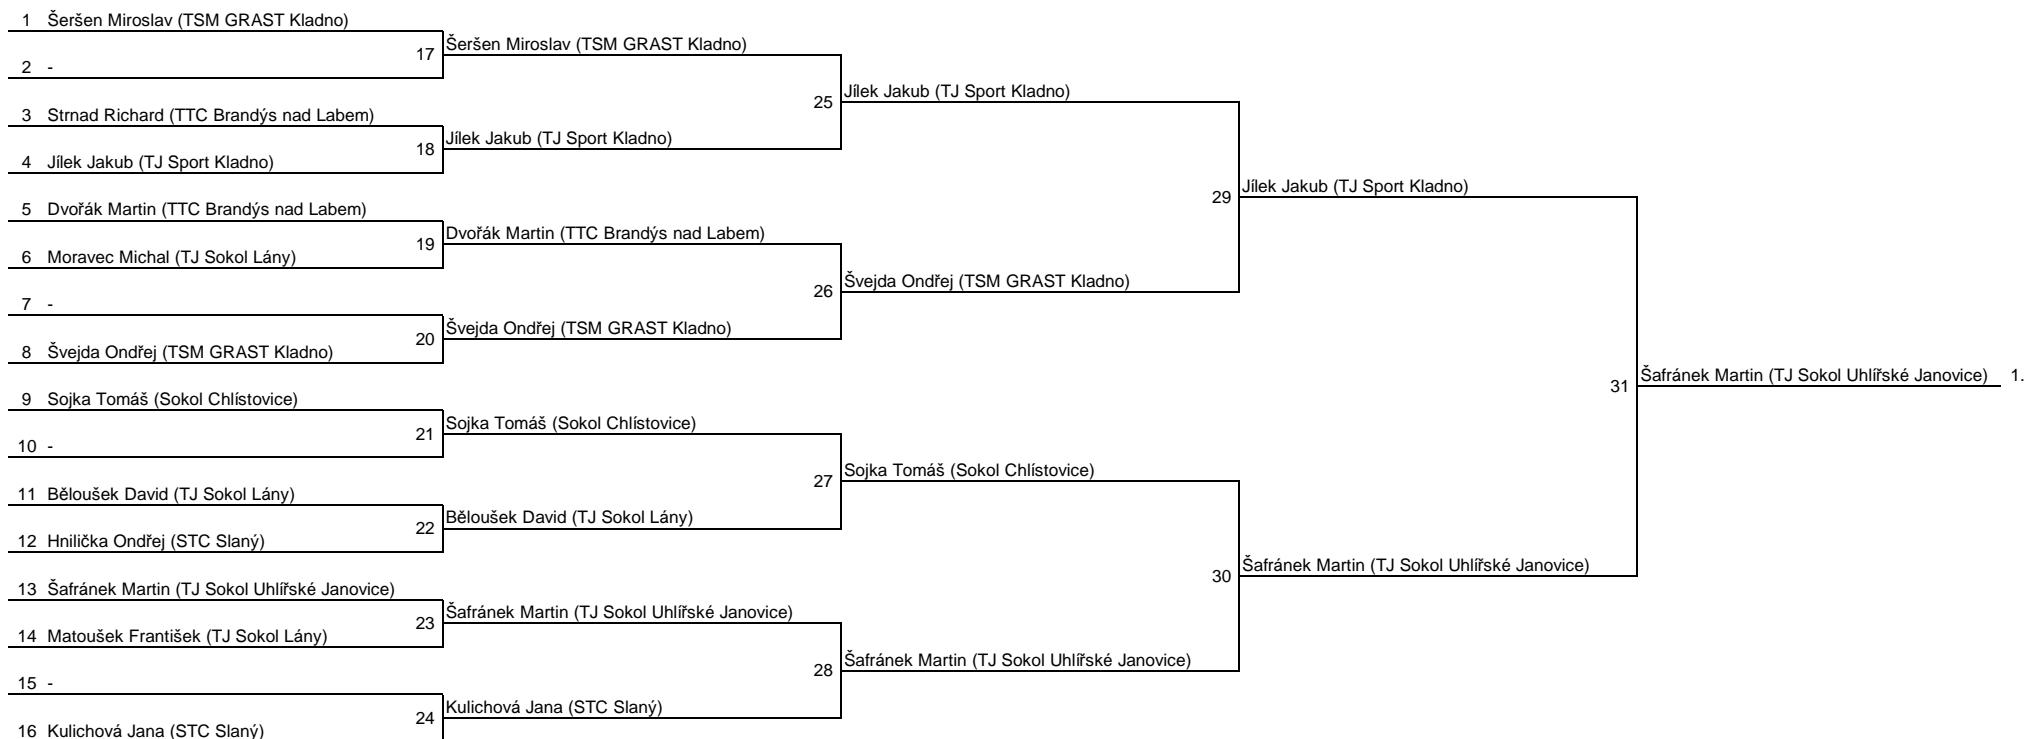 1 Šeršen Miroslav (TSM GRAST Kladno)
17 Šeršen Miroslav (TSM GRAST Kladno)
2 -
25 Jílek Jakub (TJ Sport Kladno)
3 Strnad Richard (TTC Brandýs nad Labem)
18 Jílek Jakub (TJ Sport Kladno)
4 Jílek Jakub (TJ Sport Kladno)
29 Jílek Jakub (TJ Sport Kladno)
5 Dvořák Martin (TTC Brandýs nad Labem)
19 Dvořák Martin (TTC Brandýs nad Labem)
6 Moravec Michal (TJ Sokol Lány)
26 Švejda Ondřej (TSM GRAST Kladno)
7 -
20 Švejda Ondřej (TSM GRAST Kladno)
8 Švejda Ondřej (TSM GRAST Kladno)
31 Šafránek Martin (TJ Sokol Uhlířské Janovice) 1.
9 Sojka Tomáš (Sokol Chlístovice)
21 Sojka Tomáš (Sokol Chlístovice)
10 -
27 Sojka Tomáš (Sokol Chlístovice)
11 Běloušek David (TJ Sokol Lány)
22 Běloušek David (TJ Sokol Lány)
12 Hnilička Ondřej (STC Slaný)
30 Šafránek Martin (TJ Sokol Uhlířské Janovice)
13 Šafránek Martin (TJ Sokol Uhlířské Janovice)
23 Šafránek Martin (TJ Sokol Uhlířské Janovice)
14 Matoušek František (TJ Sokol Lány)
28 Šafránek Martin (TJ Sokol Uhlířské Janovice)
15 -
24 Kulichová Jana (STC Slaný)
16 Kulichová Jana (STC Slaný)